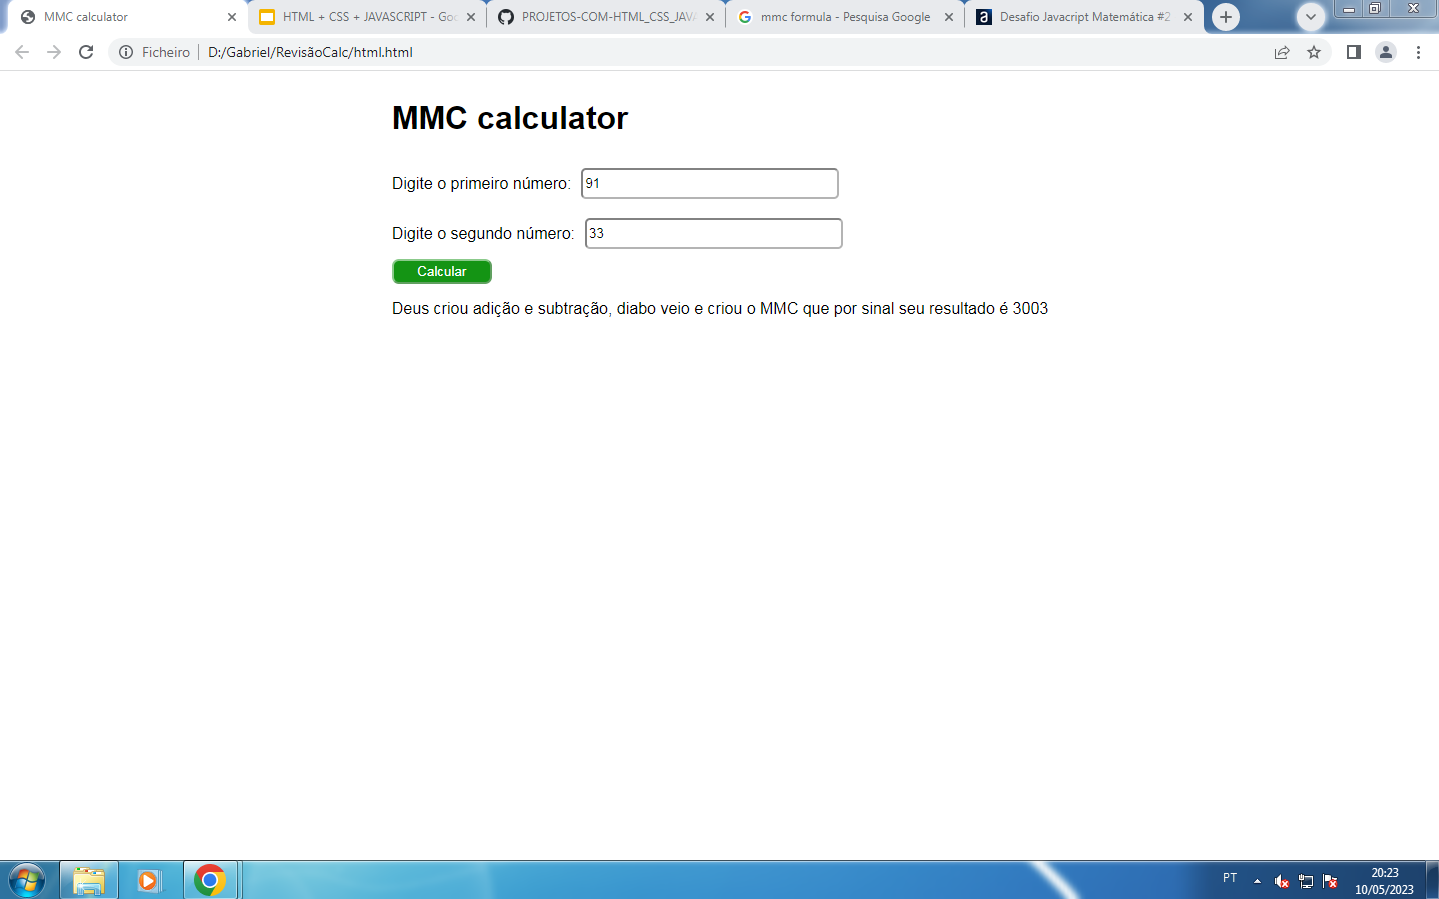 MMC calculator
HTML + CSS + JAVASCRIPT - Goo
PROJETOS-COM-HTML_CSS_JAVA
mmc formula - Pesquisa Google
Desafio Javacript Matemática #2
Ficheiro
D:/Gabriel/RevisãoCalc/html.html
MMC calculator
Digite o primeiro número: 91
Digite o segundo número: 33
Calcular
Deus criou adição e subtração, diabo veio e criou o MMC que por sinal seu resultado é 3003
PT
20:23
10/05/2023